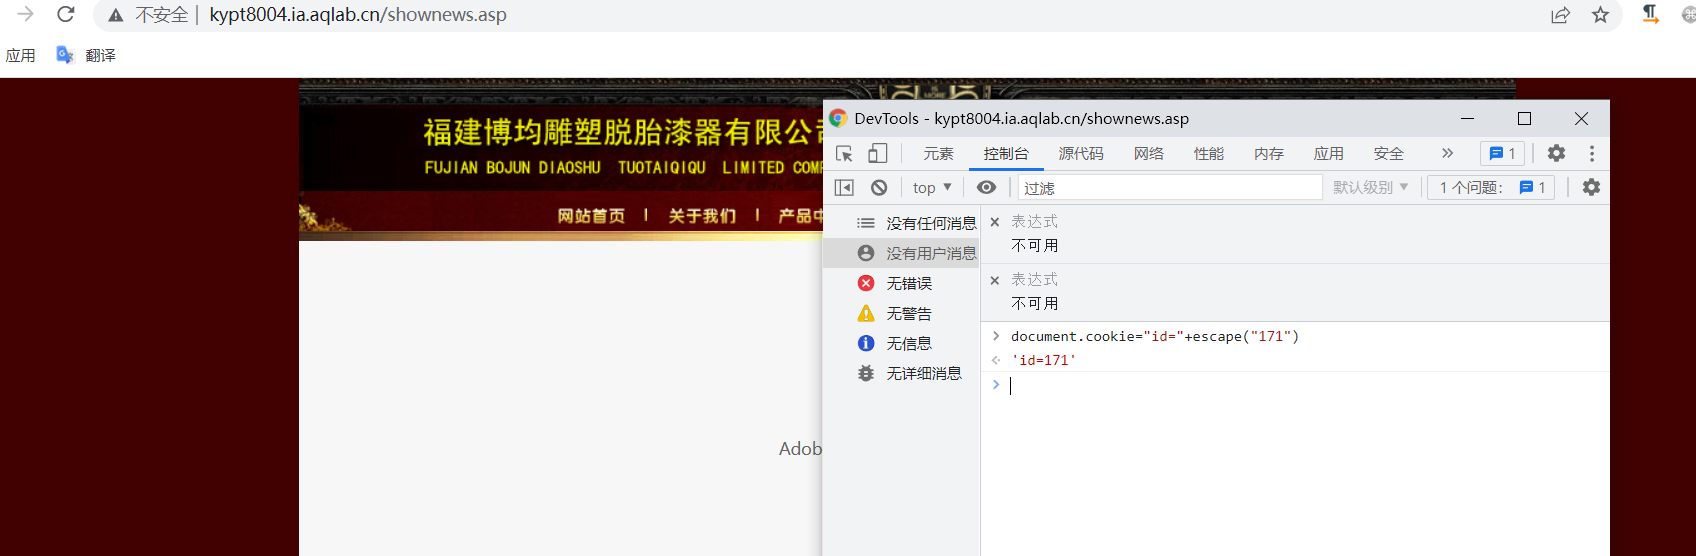 不安全 | kypt8004.ia.aqlab.cn/shownews.asp
应用 翻译
福建博均雕塑脱胎漆器有限公司
FUJIAN BOJUN DIAOSHU TUOTAIQIQU LIMITED COMP
网站首页 | 关于我们 | 产品中
Adob
DevTools - kypt8004.ia.aqlab.cn/shownews.asp
元素 控制台 源代码 网络 性能 内存 应用 安全 » 1
top ▼ 过滤 默认级别 ▼ 1 个问题： 1
没有任何消息
没有用户消息
无错误
无警告
无信息
无详细消息
表达式
不可用
表达式
不可用
document.cookie="id="+escape("171")
'id=171'